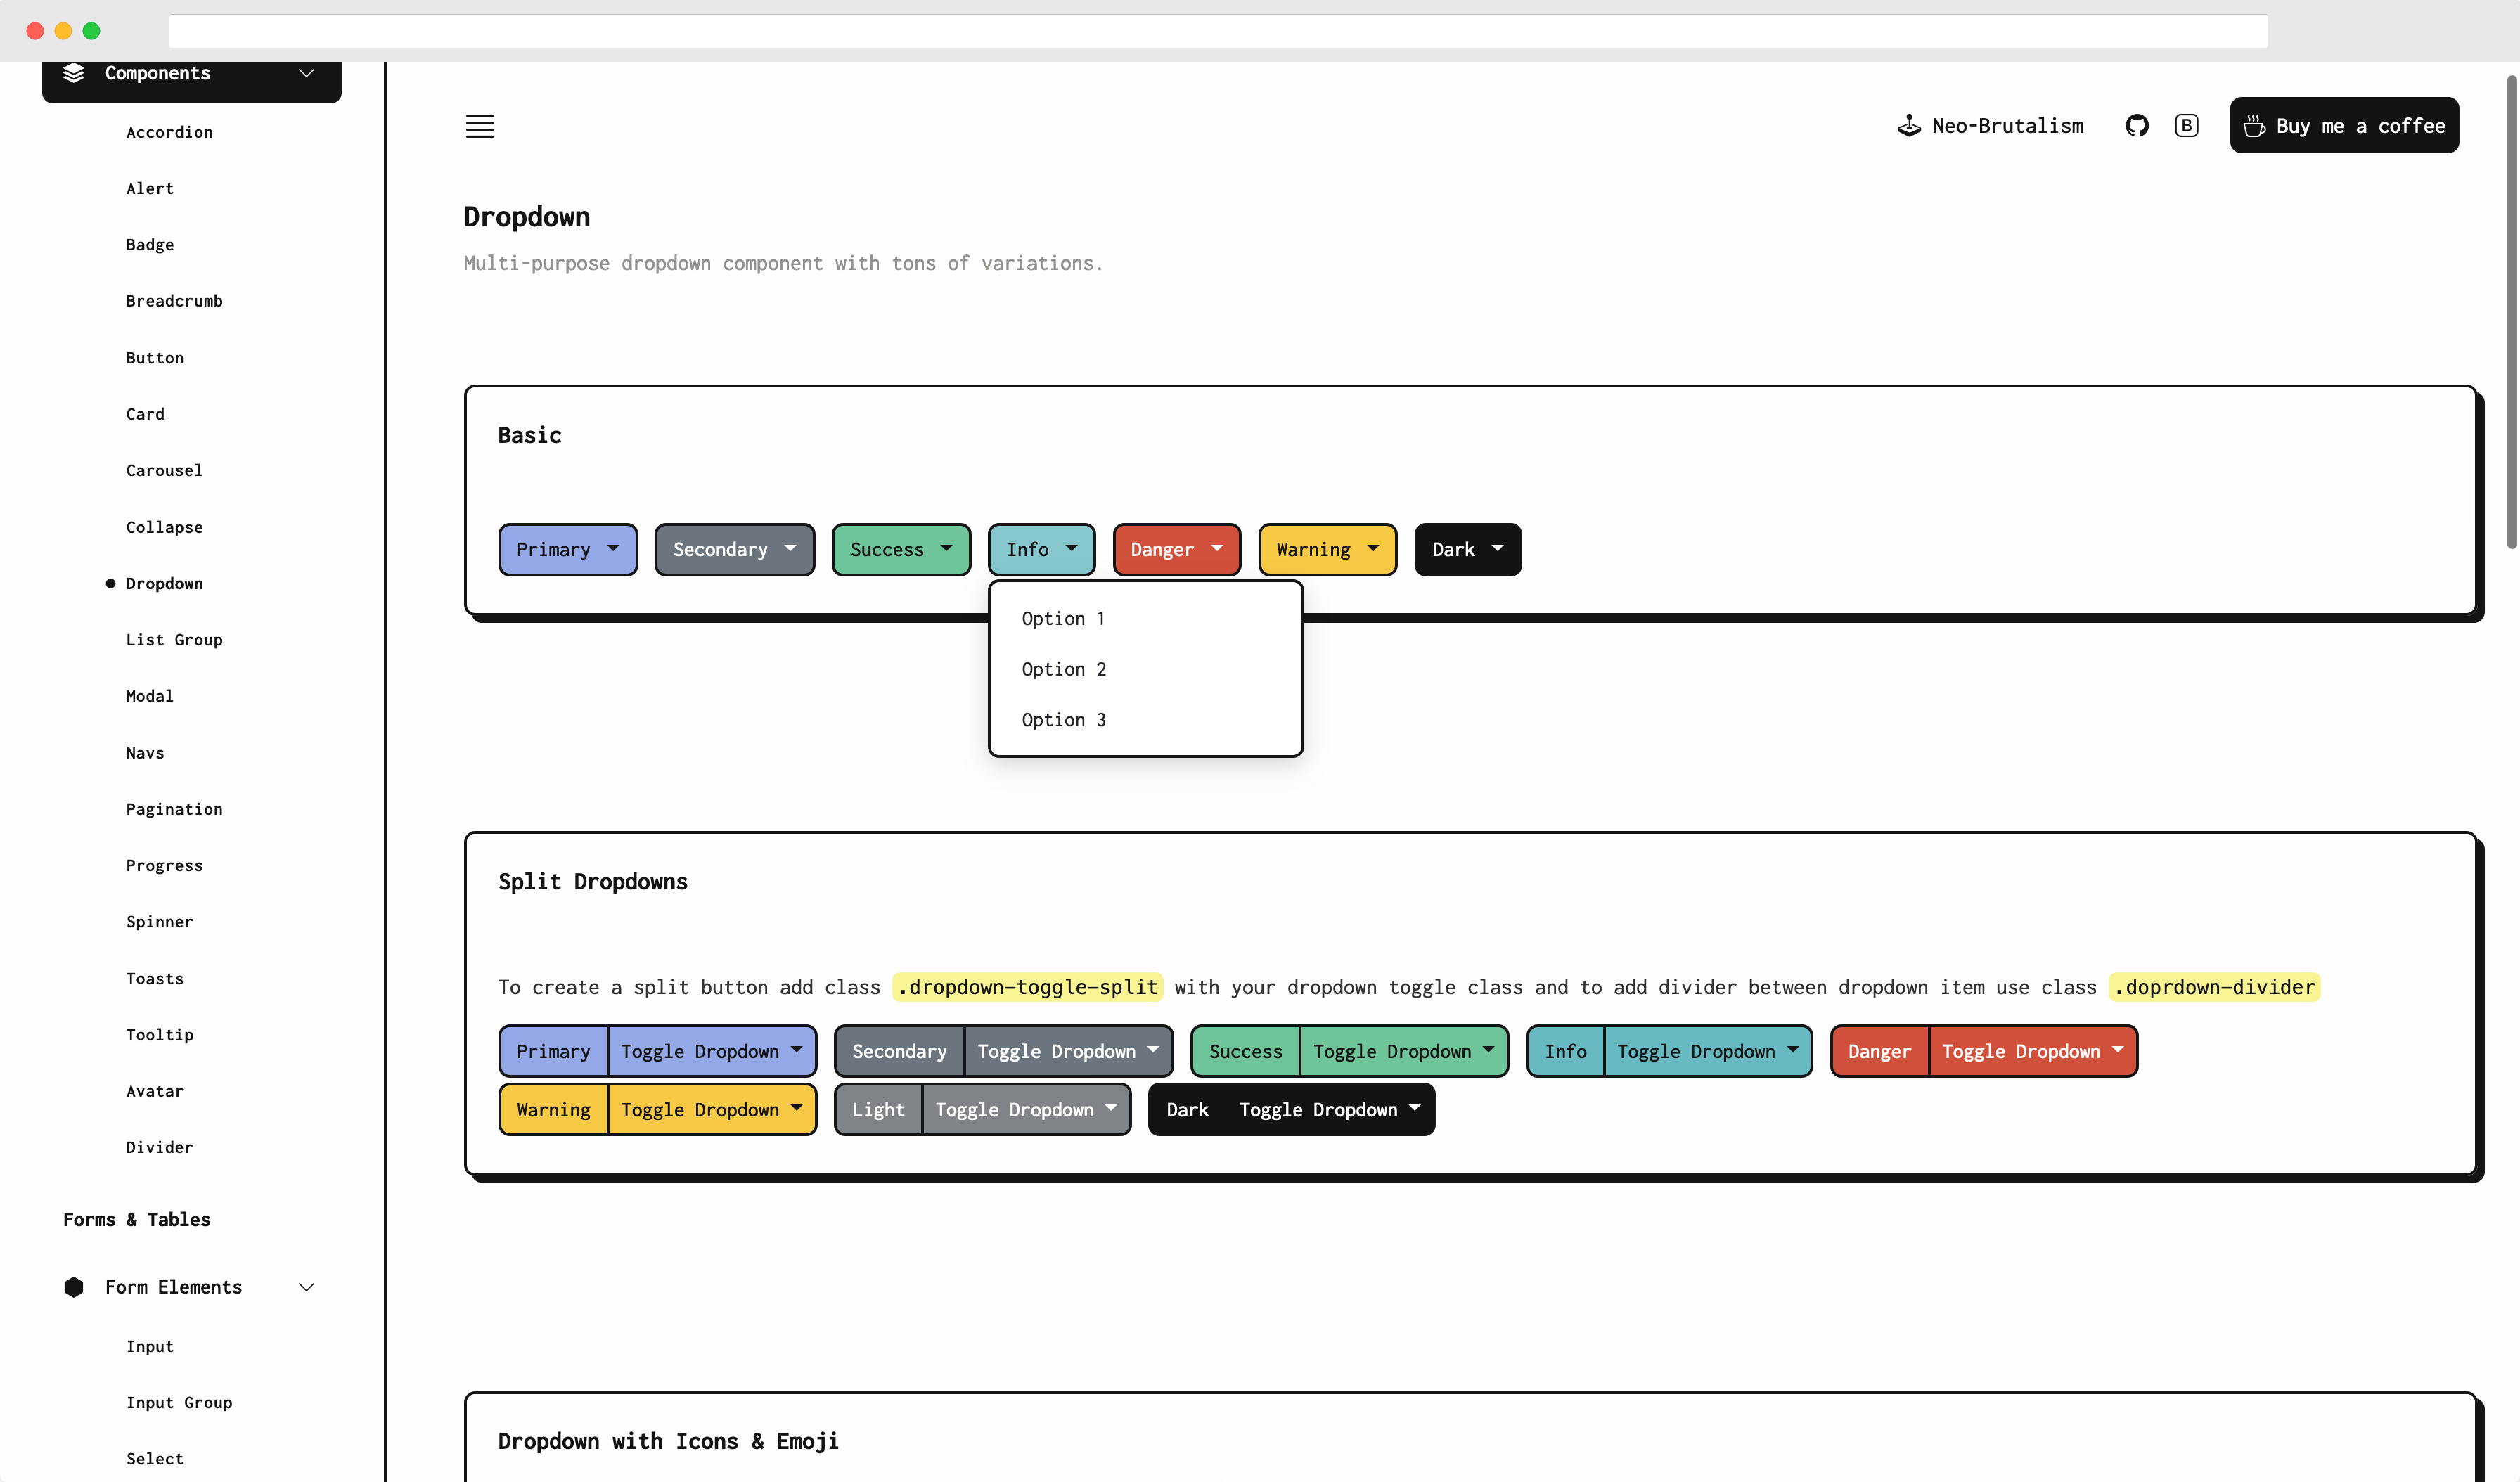 Components
Accordion
Alert
Badge
Breadcrumb
Button
Card
Carousel
Collapse
Dropdown
List Group
Modal
Navs
Pagination
Progress
Spinner
Toasts
Tooltip
Avatar
Divider
Forms & Tables
Form Elements
Input
Input Group
Select
Neo-Brutalism
B
Buy me a coffee
Dropdown
Multi-purpose dropdown component with tons of variations.
Basic
Primary Secondary Success Info Danger Warning Dark
Option 1
Option 2
Option 3
Split Dropdowns
To create a split button add class .dropdown-toggle-split with your dropdown toggle class and to add divider between dropdown item use class .doprdown-divider
Primary Toggle Dropdown Secondary Toggle Dropdown Success Toggle Dropdown Info Toggle Dropdown Danger Toggle Dropdown
Warning Toggle Dropdown Light Toggle Dropdown Dark Toggle Dropdown
Dropdown with Icons & Emoji